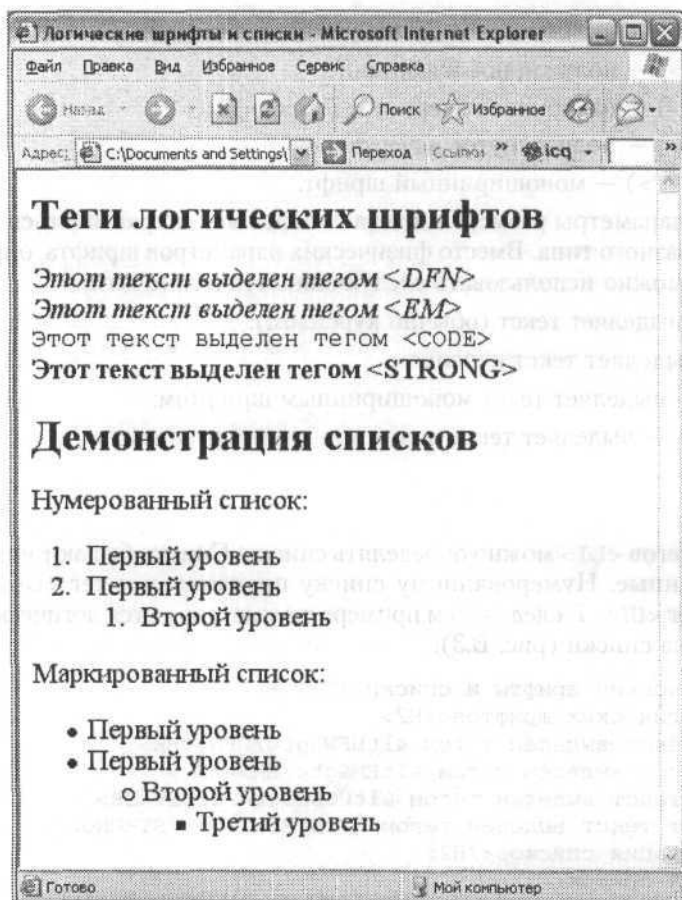 Логические шрифты и списки - Microsoft Internet Explorer
Файл Правка Вид Избранное Сервис Справка
Назад Поиск Избранное
Адрес: C:\Documents and Settings\ Переход Ссылки » icq »
Теги логических шрифтов
Этот текст выделен тегом <DFN>
Этот текст выделен тегом <EM>
Этот текст выделен тегом <CODE>
Этот текст выделен тегом <STRONG>
Демонстрация списков
Нумерованный список:
1. Первый уровень
2. Первый уровень
1. Второй уровень
Маркированный список:
• Первый уровень
• Первый уровень
○ Второй уровень
▪ Третий уровень
Готово Мой компьютер